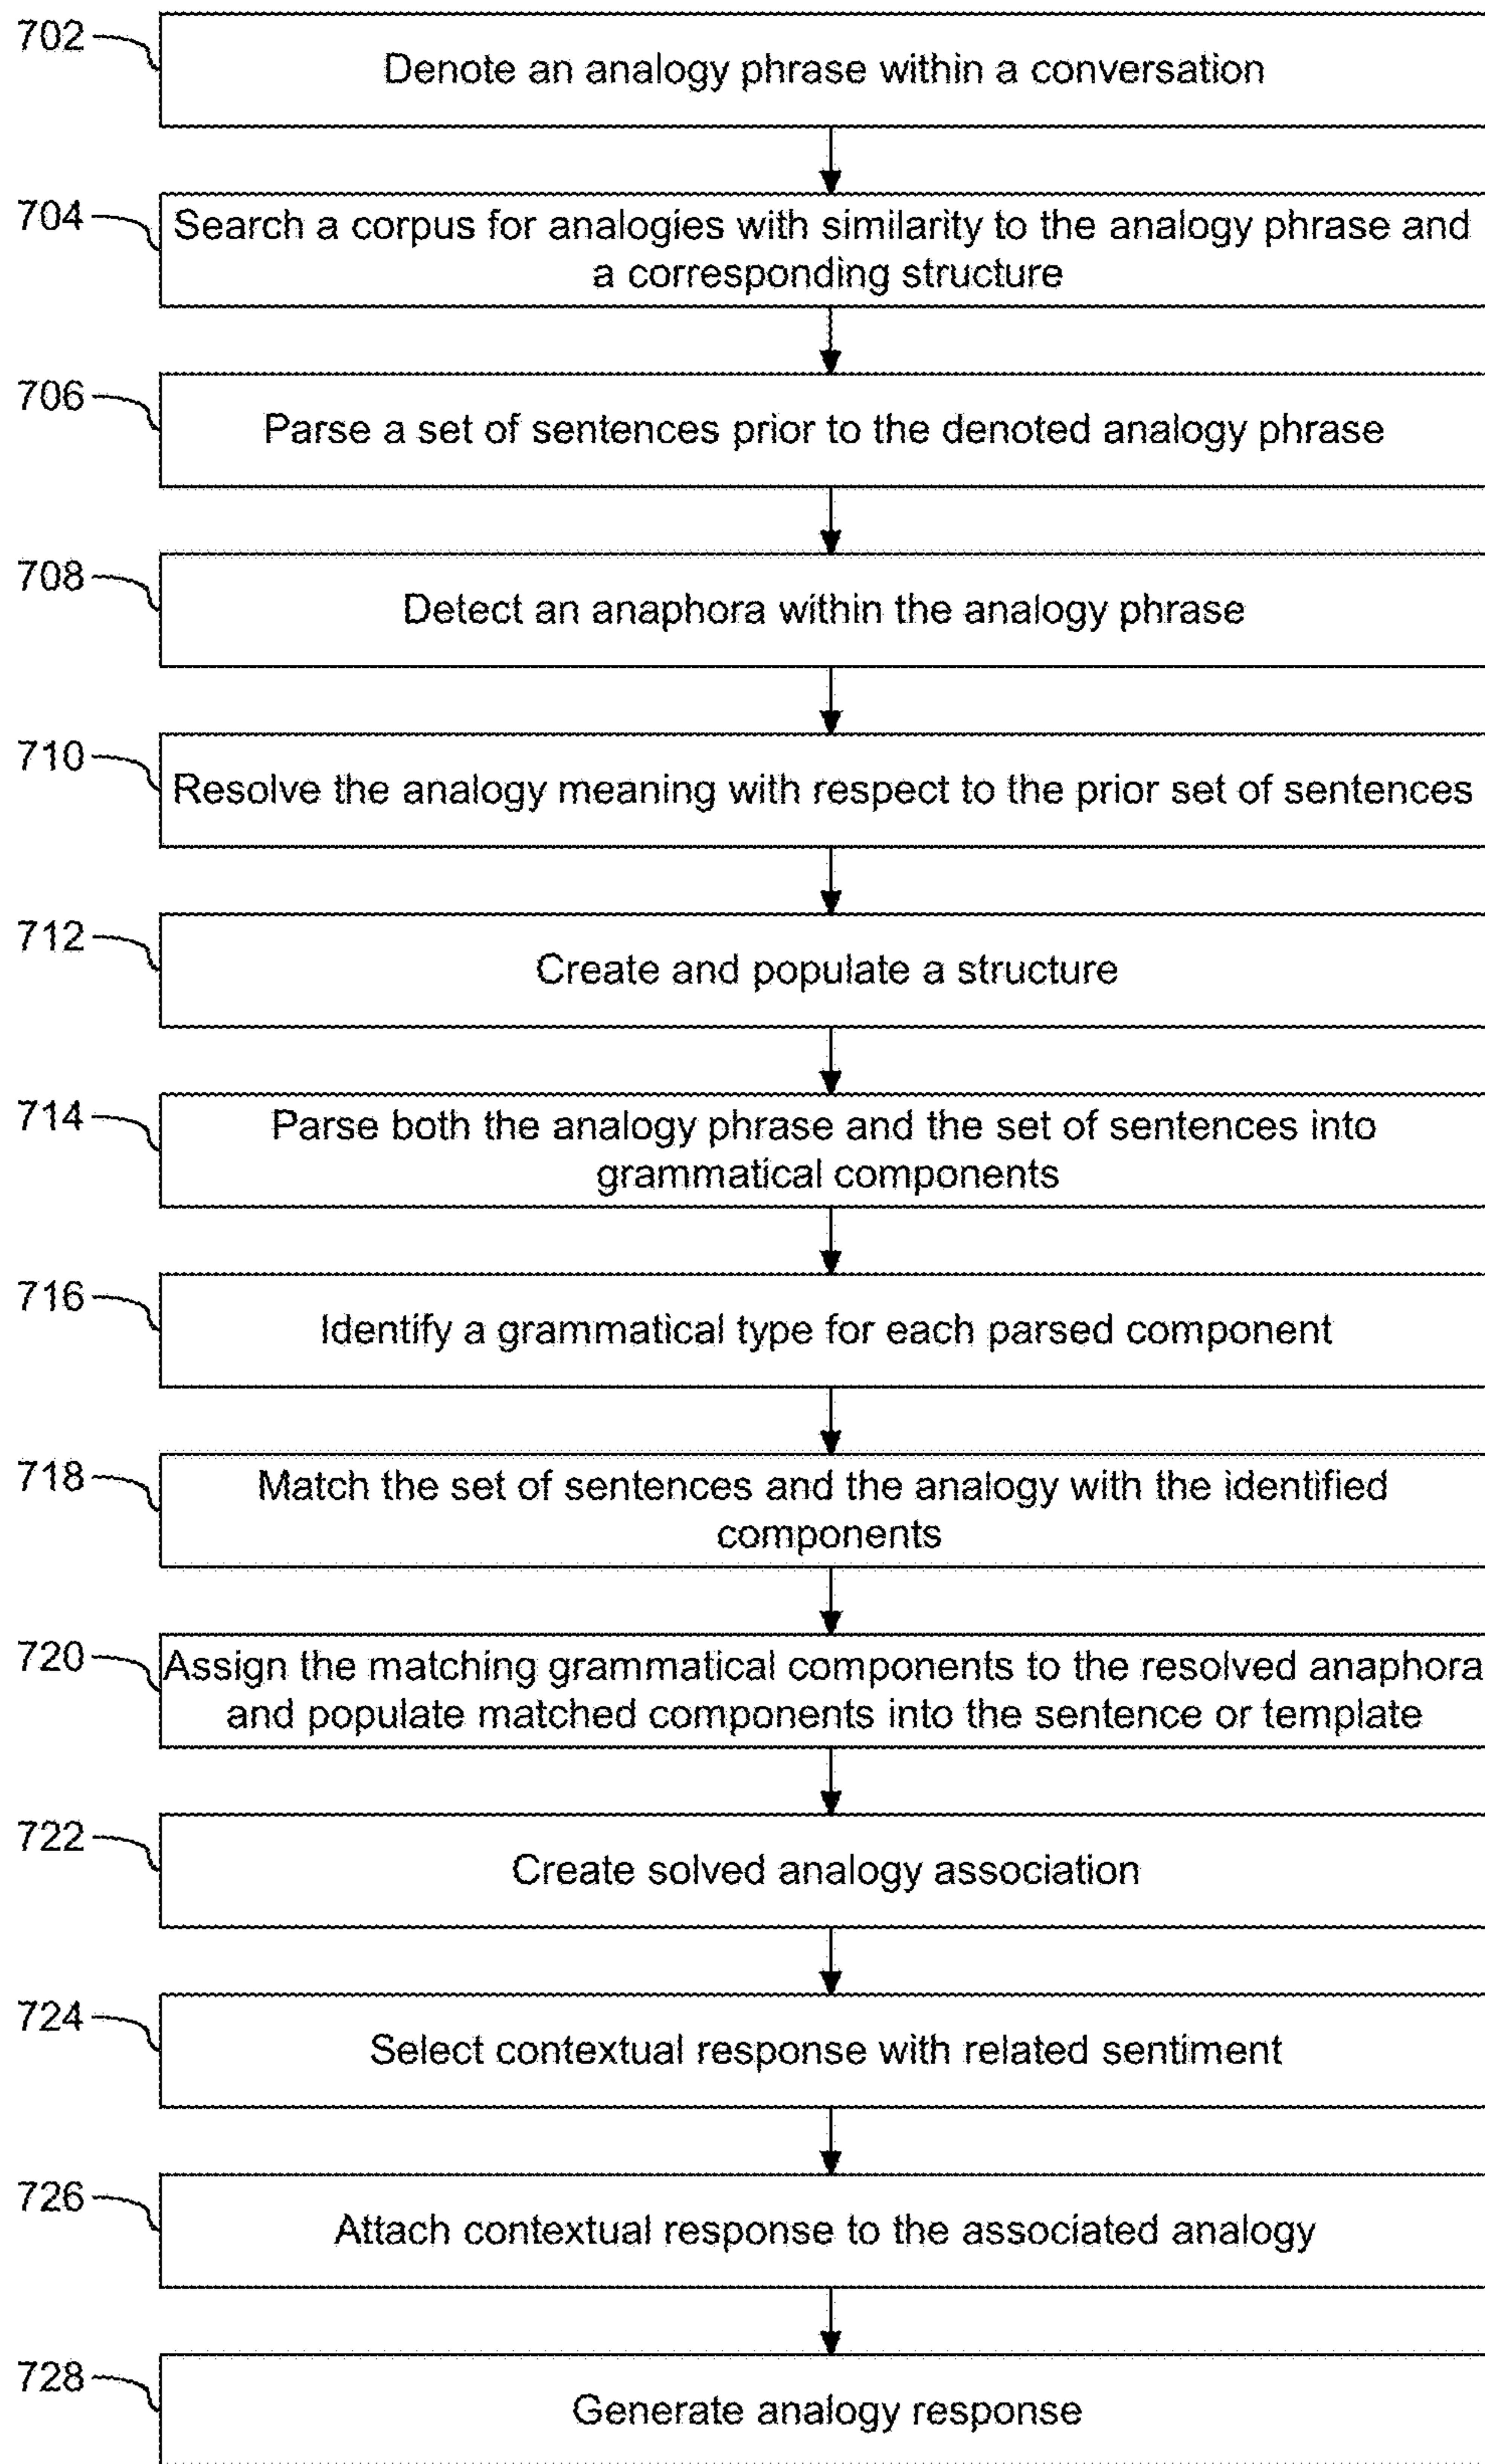 702
Denote an analogy phrase within a conversation
704
Search a corpus for analogies with similarity to the analogy phrase and
a corresponding structure
706
Parse a set of sentences prior to the denoted analogy phrase
708
Detect an anaphora within the analogy phrase
710
Resolve the analogy meaning with respect to the prior set of sentences
712
Create and populate a structure
714
Parse both the analogy phrase and the set of sentences into
grammatical components
716
Identify a grammatical type for each parsed component
718
Match the set of sentences and the analogy with the identified
components
720
Assign the matching grammatical components to the resolved anaphora
and populate matched components into the sentence or template
722
Create solved analogy association
724
Select contextual response with related sentiment
726
Attach contextual response to the associated analogy
728
Generate analogy response